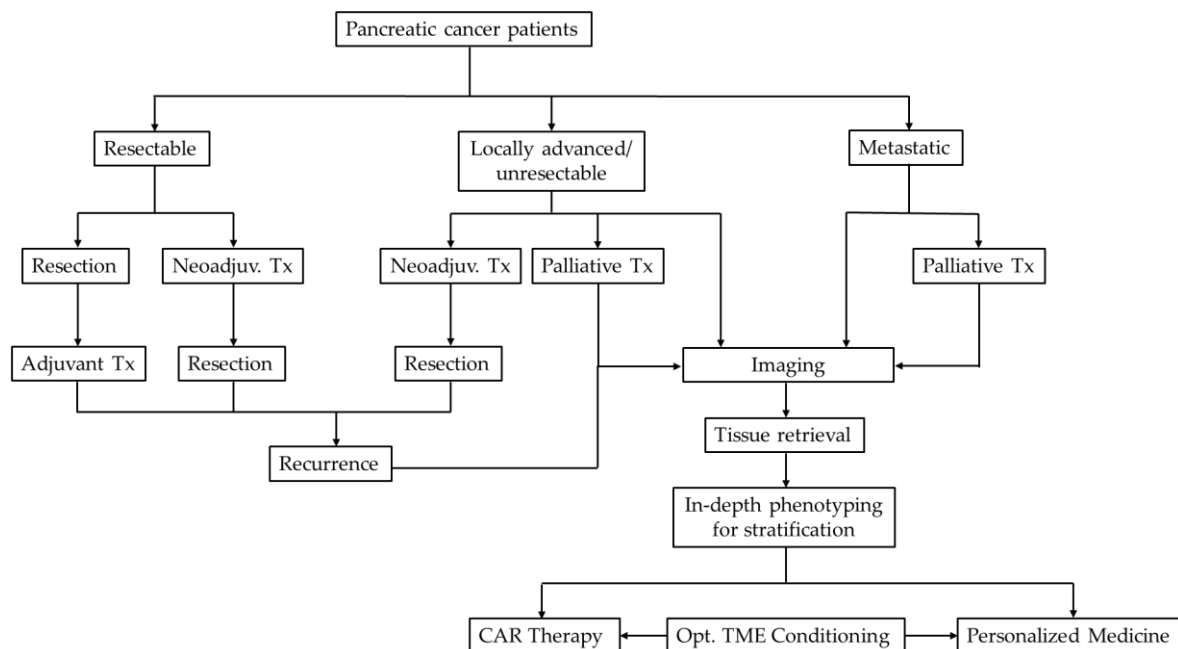 Pancreatic cancer patients
Resectable
Locally advanced/
unresectable
Metastatic
Resection
Neoadjuv. Tx
Neoadjuv. Tx
Palliative Tx
Palliative Tx
Adjuvant Tx
Resection
Resection
Imaging
Tissue retrieval
Recurrence
In-depth phenotyping
for stratification
CAR Therapy
Opt. TME Conditioning
Personalized Medicine